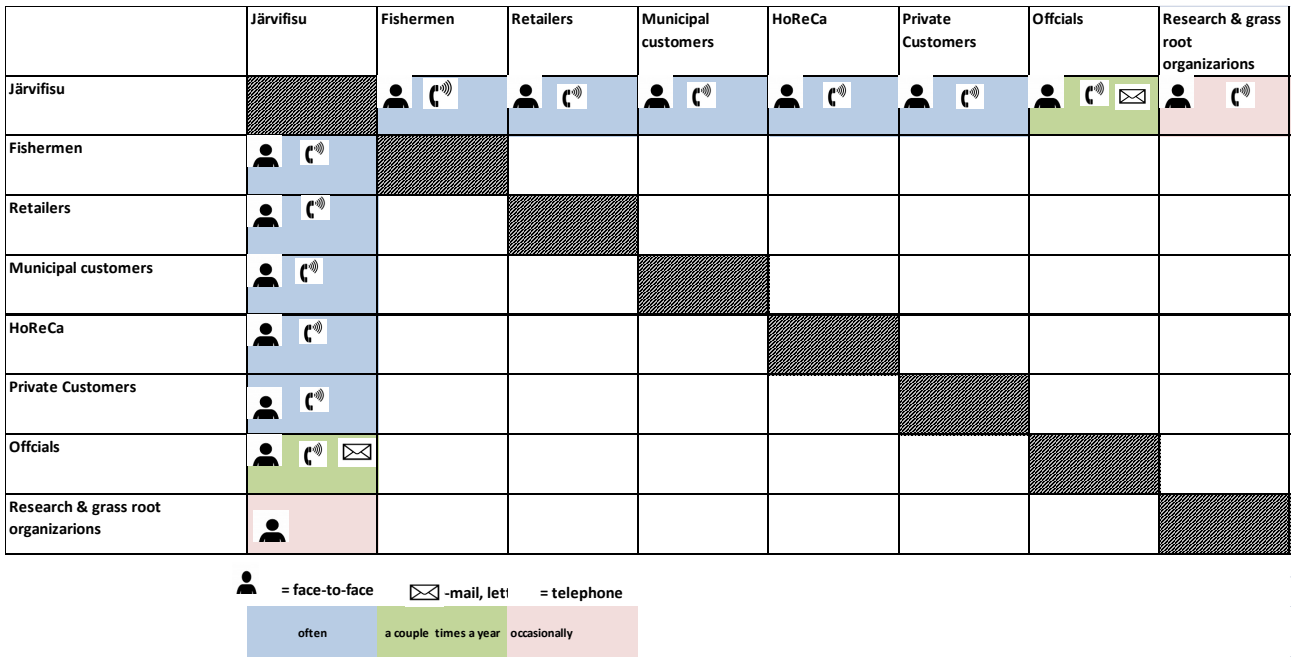 Järvifisu
Fishermen
Retailers
Municipal
customers
HoReCa
Private
Customers
Offcials
Research & grass
root
organizarions
Järvifisu
Fishermen
Retailers
Municipal customers
HoReCa
Private Customers
Offcials
Research & grass root
organizarions
= face-to-face
-mail, lett
= telephone
often
a couple times a year
occasionally